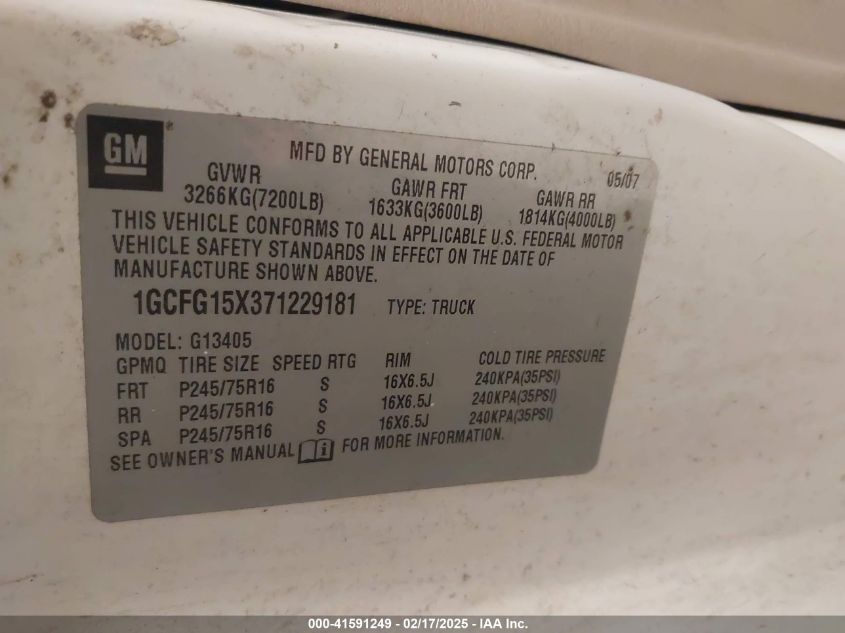 GM
MFD BY GENERAL MOTORS CORP. 05/07
GVWR GAWR FRT GAWR RR
3266KG(7200LB) 1633KG(3600LB) 1814KG(4000LB)
THIS VEHICLE CONFORMS TO ALL APPLICABLE U.S. FEDERAL MOTOR
VEHICLE SAFETY STANDARDS IN EFFECT ON THE DATE OF
MANUFACTURE SHOWN ABOVE.
1GCFG15X371229181 TYPE: TRUCK
MODEL: G13405
GPMQ TIRE SIZE SPEED RTG RIM COLD TIRE PRESSURE
FRT P245/75R16 S 16X6.5J 240KPA(35PSI)
RR P245/75R16 S 16X6.5J 240KPA(35PSI)
SPA P245/75R16 S 16X6.5J 240KPA(35PSI)
SEE OWNER'S MANUAL i FOR MORE INFORMATION.
000-41591249 — 02/17/2025 — IAA Inc.